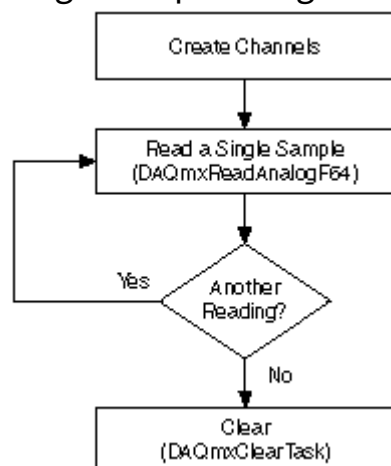 Create Channels
Read a Single Sample
(DAQmxReadAnalogF64)
Yes
Another
Reading?
No
Clear
(DAQmxClearTask)